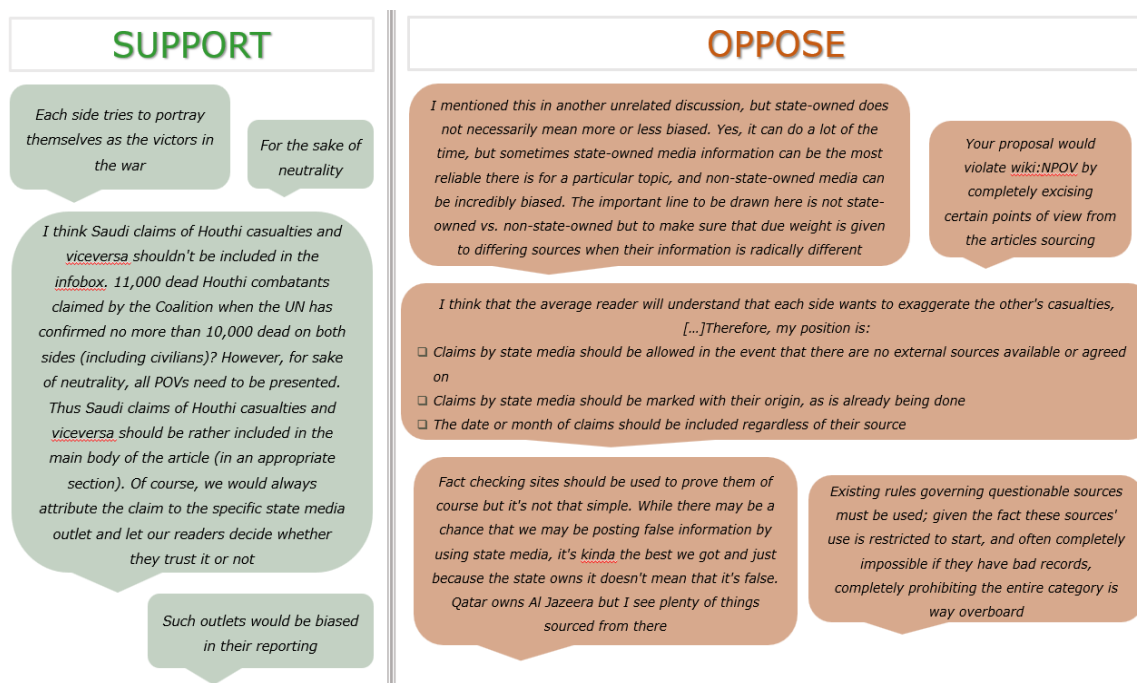 SUPPORT
Each side tries to portray
themselves as the victors in
the war
For the sake of
neutrality
I think Saudi claims of Houthi casualties and
viceversa shouldn't be included in the
infobox. 11,000 dead Houthi combatants
claimed by the Coalition when the UN has
confirmed no more than 10,000 dead on both
sides (including civilians)? However, for sake
of neutrality, all POVs need to be presented.
Thus Saudi claims of Houthi casualties and
viceversa should be rather included in the
main body of the article (in an appropriate
section). Of course, we would always
attribute the claim to the specific state media
outlet and let our readers decide whether
they trust it or not
Such outlets would be biased
in their reporting
OPPOSE
I mentioned this in another unrelated discussion, but state-owned does
not necessarily mean more or less biased. Yes, it can do a lot of the
time, but sometimes state-owned media information can be the most
reliable there is for a particular topic, and non-state-owned media can
be incredibly biased. The important line to be drawn here is not state-
owned vs. non-state-owned but to make sure that due weight is given
to differing sources when their information is radically different
Your proposal would
violate wiki:NPOV by
completely excising
certain points of view from
the articles sourcing
I think that the average reader will understand that each side wants to exaggerate the other's casualties,
[…]Therefore, my position is:
❑ Claims by state media should be allowed in the event that there are no external sources available or agreed
on
❑ Claims by state media should be marked with their origin, as is already being done
❑ The date or month of claims should be included regardless of their source
Fact checking sites should be used to prove them of
course but it's not that simple. While there may be a
chance that we may be posting false information by
using state media, it's kinda the best we got and just
because the state owns it doesn't mean that it's false.
Qatar owns Al Jazeera but I see plenty of things
sourced from there
Existing rules governing questionable sources
must be used; given the fact these sources'
use is restricted to start, and often completely
impossible if they have bad records,
completely prohibiting the entire category is
way overboard